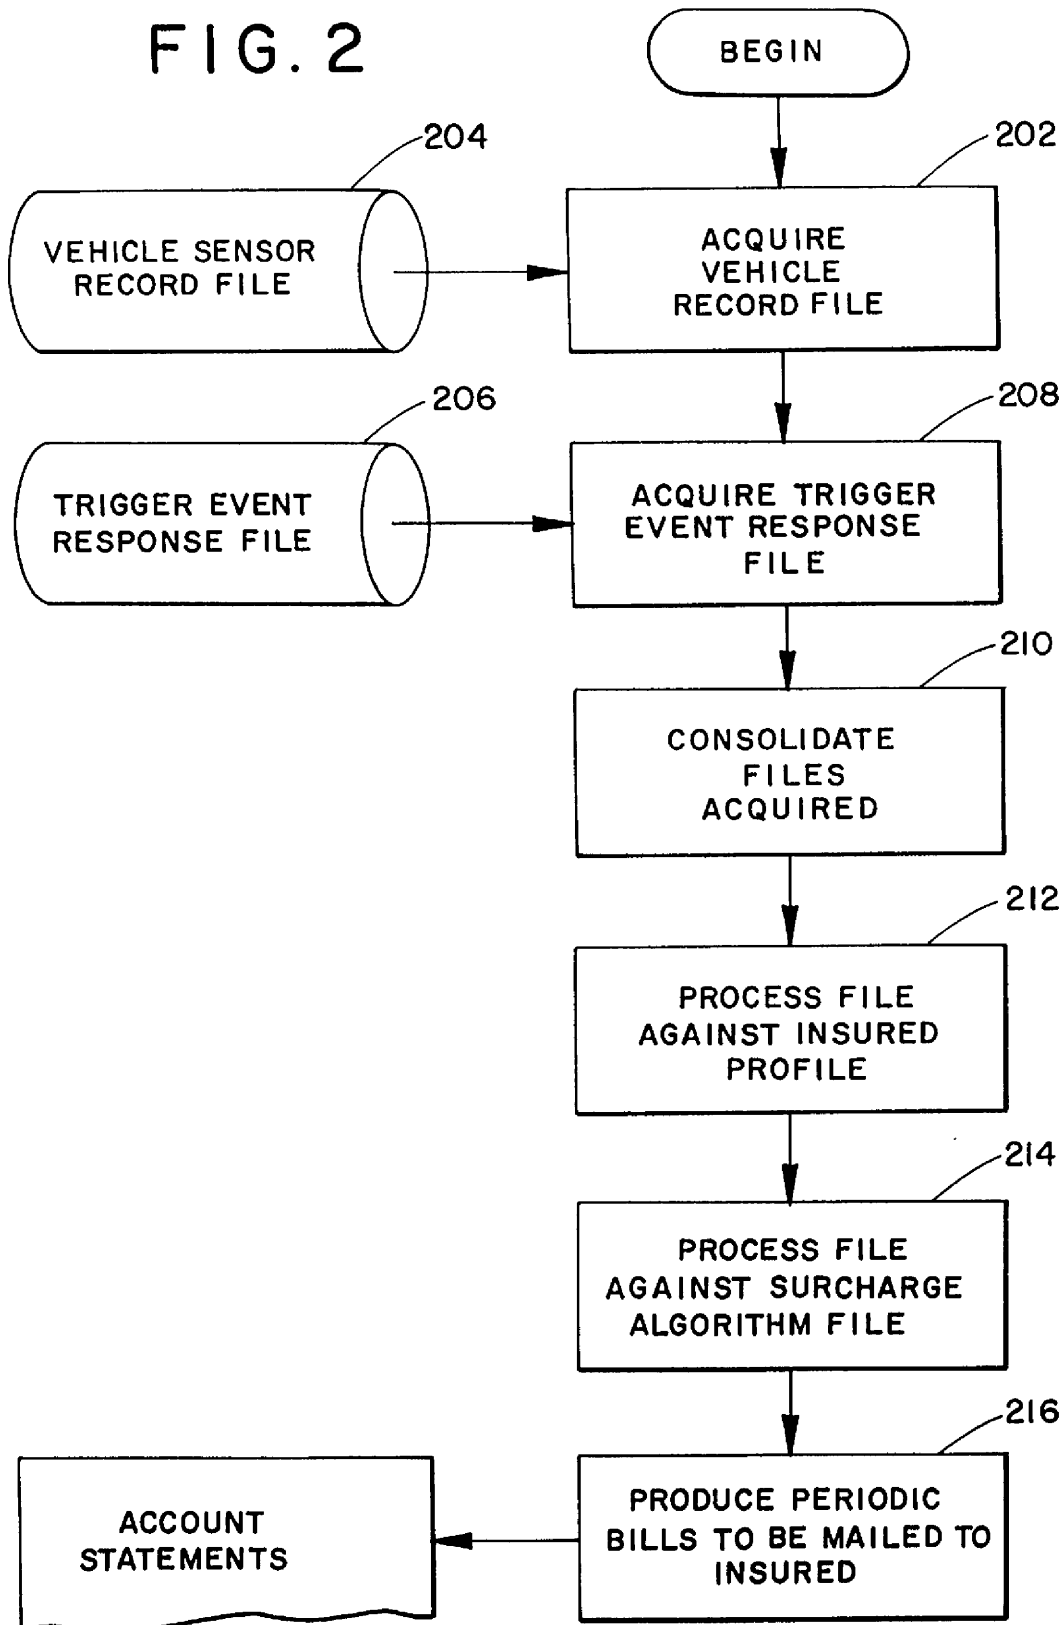 FIG. 2
BEGIN
204
202
VEHICLE SENSOR
RECORD FILE
ACQUIRE
VEHICLE
RECORD FILE
206
208
TRIGGER EVENT
RESPONSE FILE
ACQUIRE TRIGGER
EVENT RESPONSE
FILE
210
CONSOLIDATE
FILES
ACQUIRED
212
PROCESS FILE
AGAINST INSURED
PROFILE
214
PROCESS FILE
AGAINST SURCHARGE
ALGORITHM FILE
216
PRODUCE PERIODIC
BILLS TO BE MAILED TO
INSURED
ACCOUNT
STATEMENTS